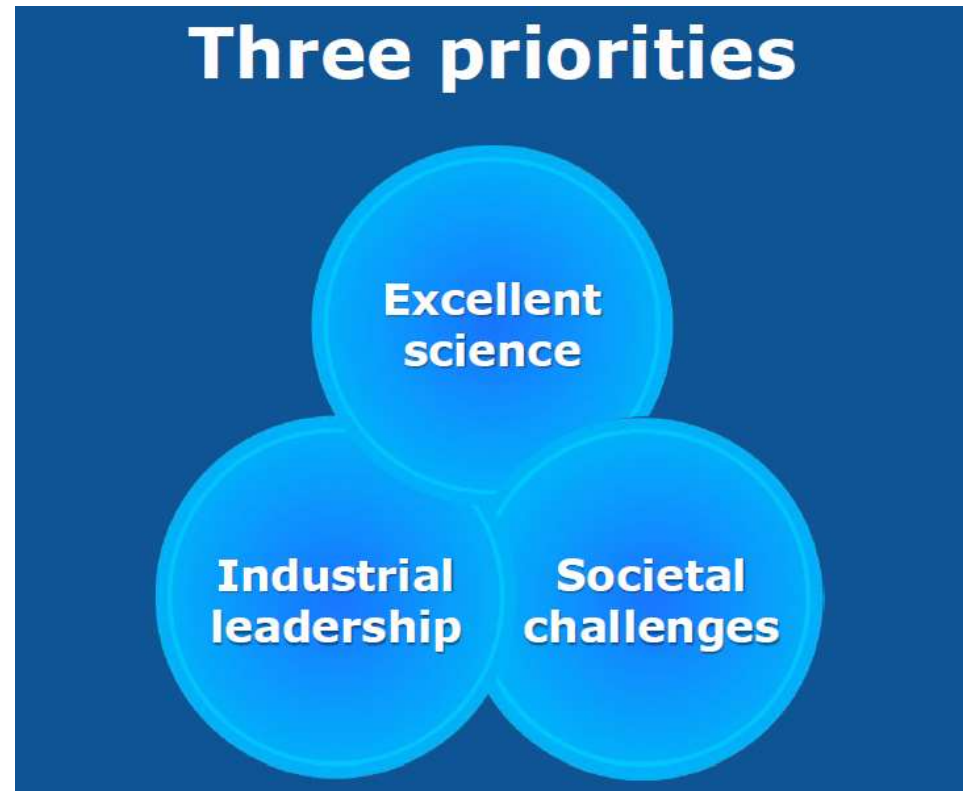 Three priorities
Excellent
science
Industrial
leadership
Societal
challenges